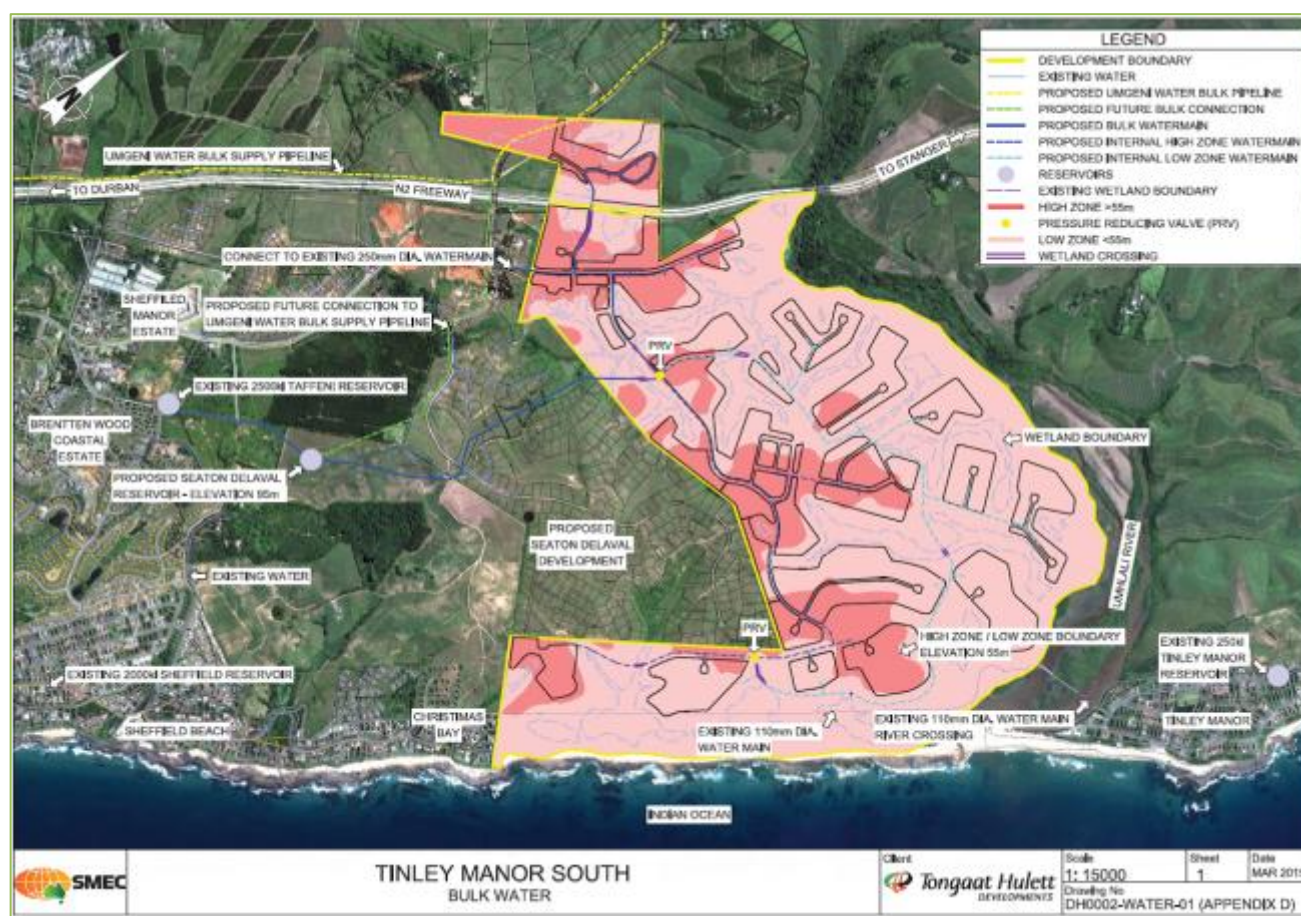 LEGEND
DEVELOPMENT BOUNDARY
EXISTING WATER
PROPOSED UMGENI WATER BULK PIPELINE
PROPOSED FUTURE BULK CONNECTION
PROPOSED BULK WATERMAIN
PROPOSED INTERNAL HIGH ZONE WATERMAIN
PROPOSED INTERNAL LOW ZONE WATERMAIN
RESERVOIRS
EXISTING WETLAND BOUNDARY
HIGH ZONE >55m
PRESSURE REDUCING VALVE (PRV)
LOW ZONE <55m
WETLAND CROSSING
N
UMGENI WATER BULK SUPPLY PIPELINE
TO DURBAN
N2 FREEWAY
TO STANGER
CONNECT TO EXISTING 250mm DIA. WATERMAIN
SHEFFILED
MANOR
ESTATE
PROPOSED FUTURE CONNECTION TO
UMGENI WATER BULK SUPPLY PIPELINE
PRV
EXISTING 2500kl TAFFENI RESERVOIR
BRENTTEN WOOD
COASTAL
ESTATE
WETLAND BOUNDARY
PROPOSED SEATON DELAVAL
RESERVOIR - ELEVATION 95m
PROPOSED
SEATON DELAVAL
DEVELOPMENT
EXISTING WATER
UMHLALI RIVER
PRV
HIGH ZONE / LOW ZONE BOUNDARY
ELEVATION 55m
EXISTING 250kl
TINLEY MANOR
RESERVOIR
EXISTING 2000kl SHEFFIELD RESERVOIR
SHEFFIELD BEACH
CHRISTIMAS
BAY
EXISTING 110mm DIA.
WATER MAIN
EXISTING 110mm DIA. WATER MAIN
RIVER CROSSING
TINLEY MANOR
INDIAN OCEAN
SMEC
TINLEY MANOR SOUTH
BULK WATER
Client
Tongaat Hulett
DEVELOPMENTS
Scale
1: 15000
Sheet
1
Date
MAR 2015
Drawing No
DH0002-WATER-01 (APPENDIX D)